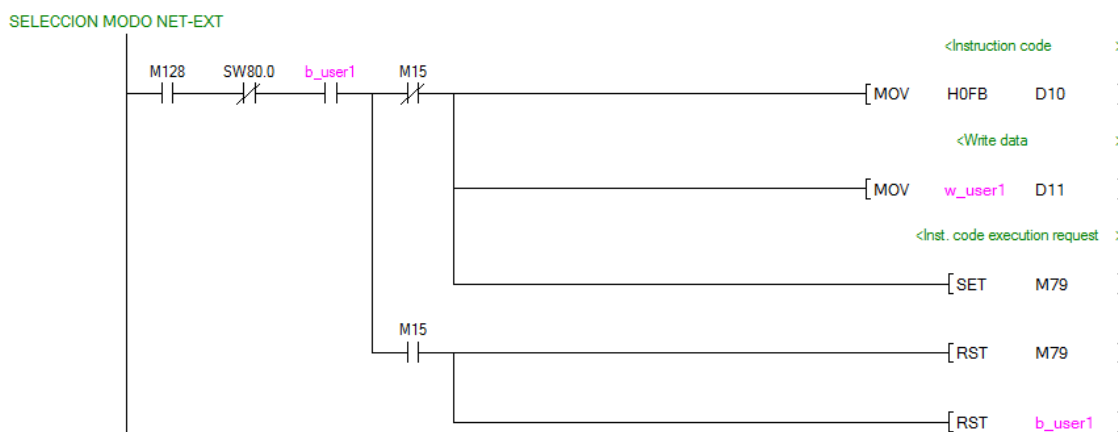 SELECCION MODO NET-EXT
<Instruction code >
M128 SW80.0 b_user1 M15
MOV H0FB D10
<Write data >
MOV w_user1 D11
<Inst. code execution request >
SET M79
M15
RST M79
RST b_user1